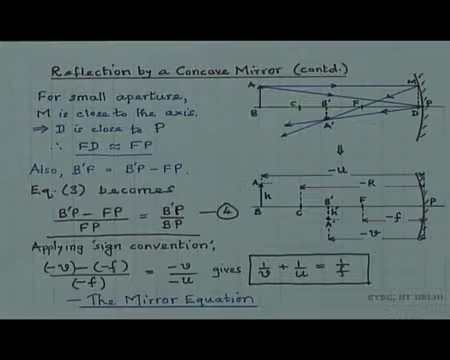 Reflection by a Concave Mirror (contd.)
For small aperture,
M is close to the axis.
⟹ D is close to P
∴ FD ≈ FP
Also, B'F = B'P − FP.
Eq. (3) becomes
(B'P − FP)/FP = B'P/BP — (4)
Applying sign convention,
((−v) − (−f))/(−f) = −v/−u gives 1/v + 1/u = 1/f
— The Mirror Equation
A M
B C B' F D P
A'
⇓
−u
A −R
h
B C B' h' F P
A' −f
−v
ETSC, IIT DELHI